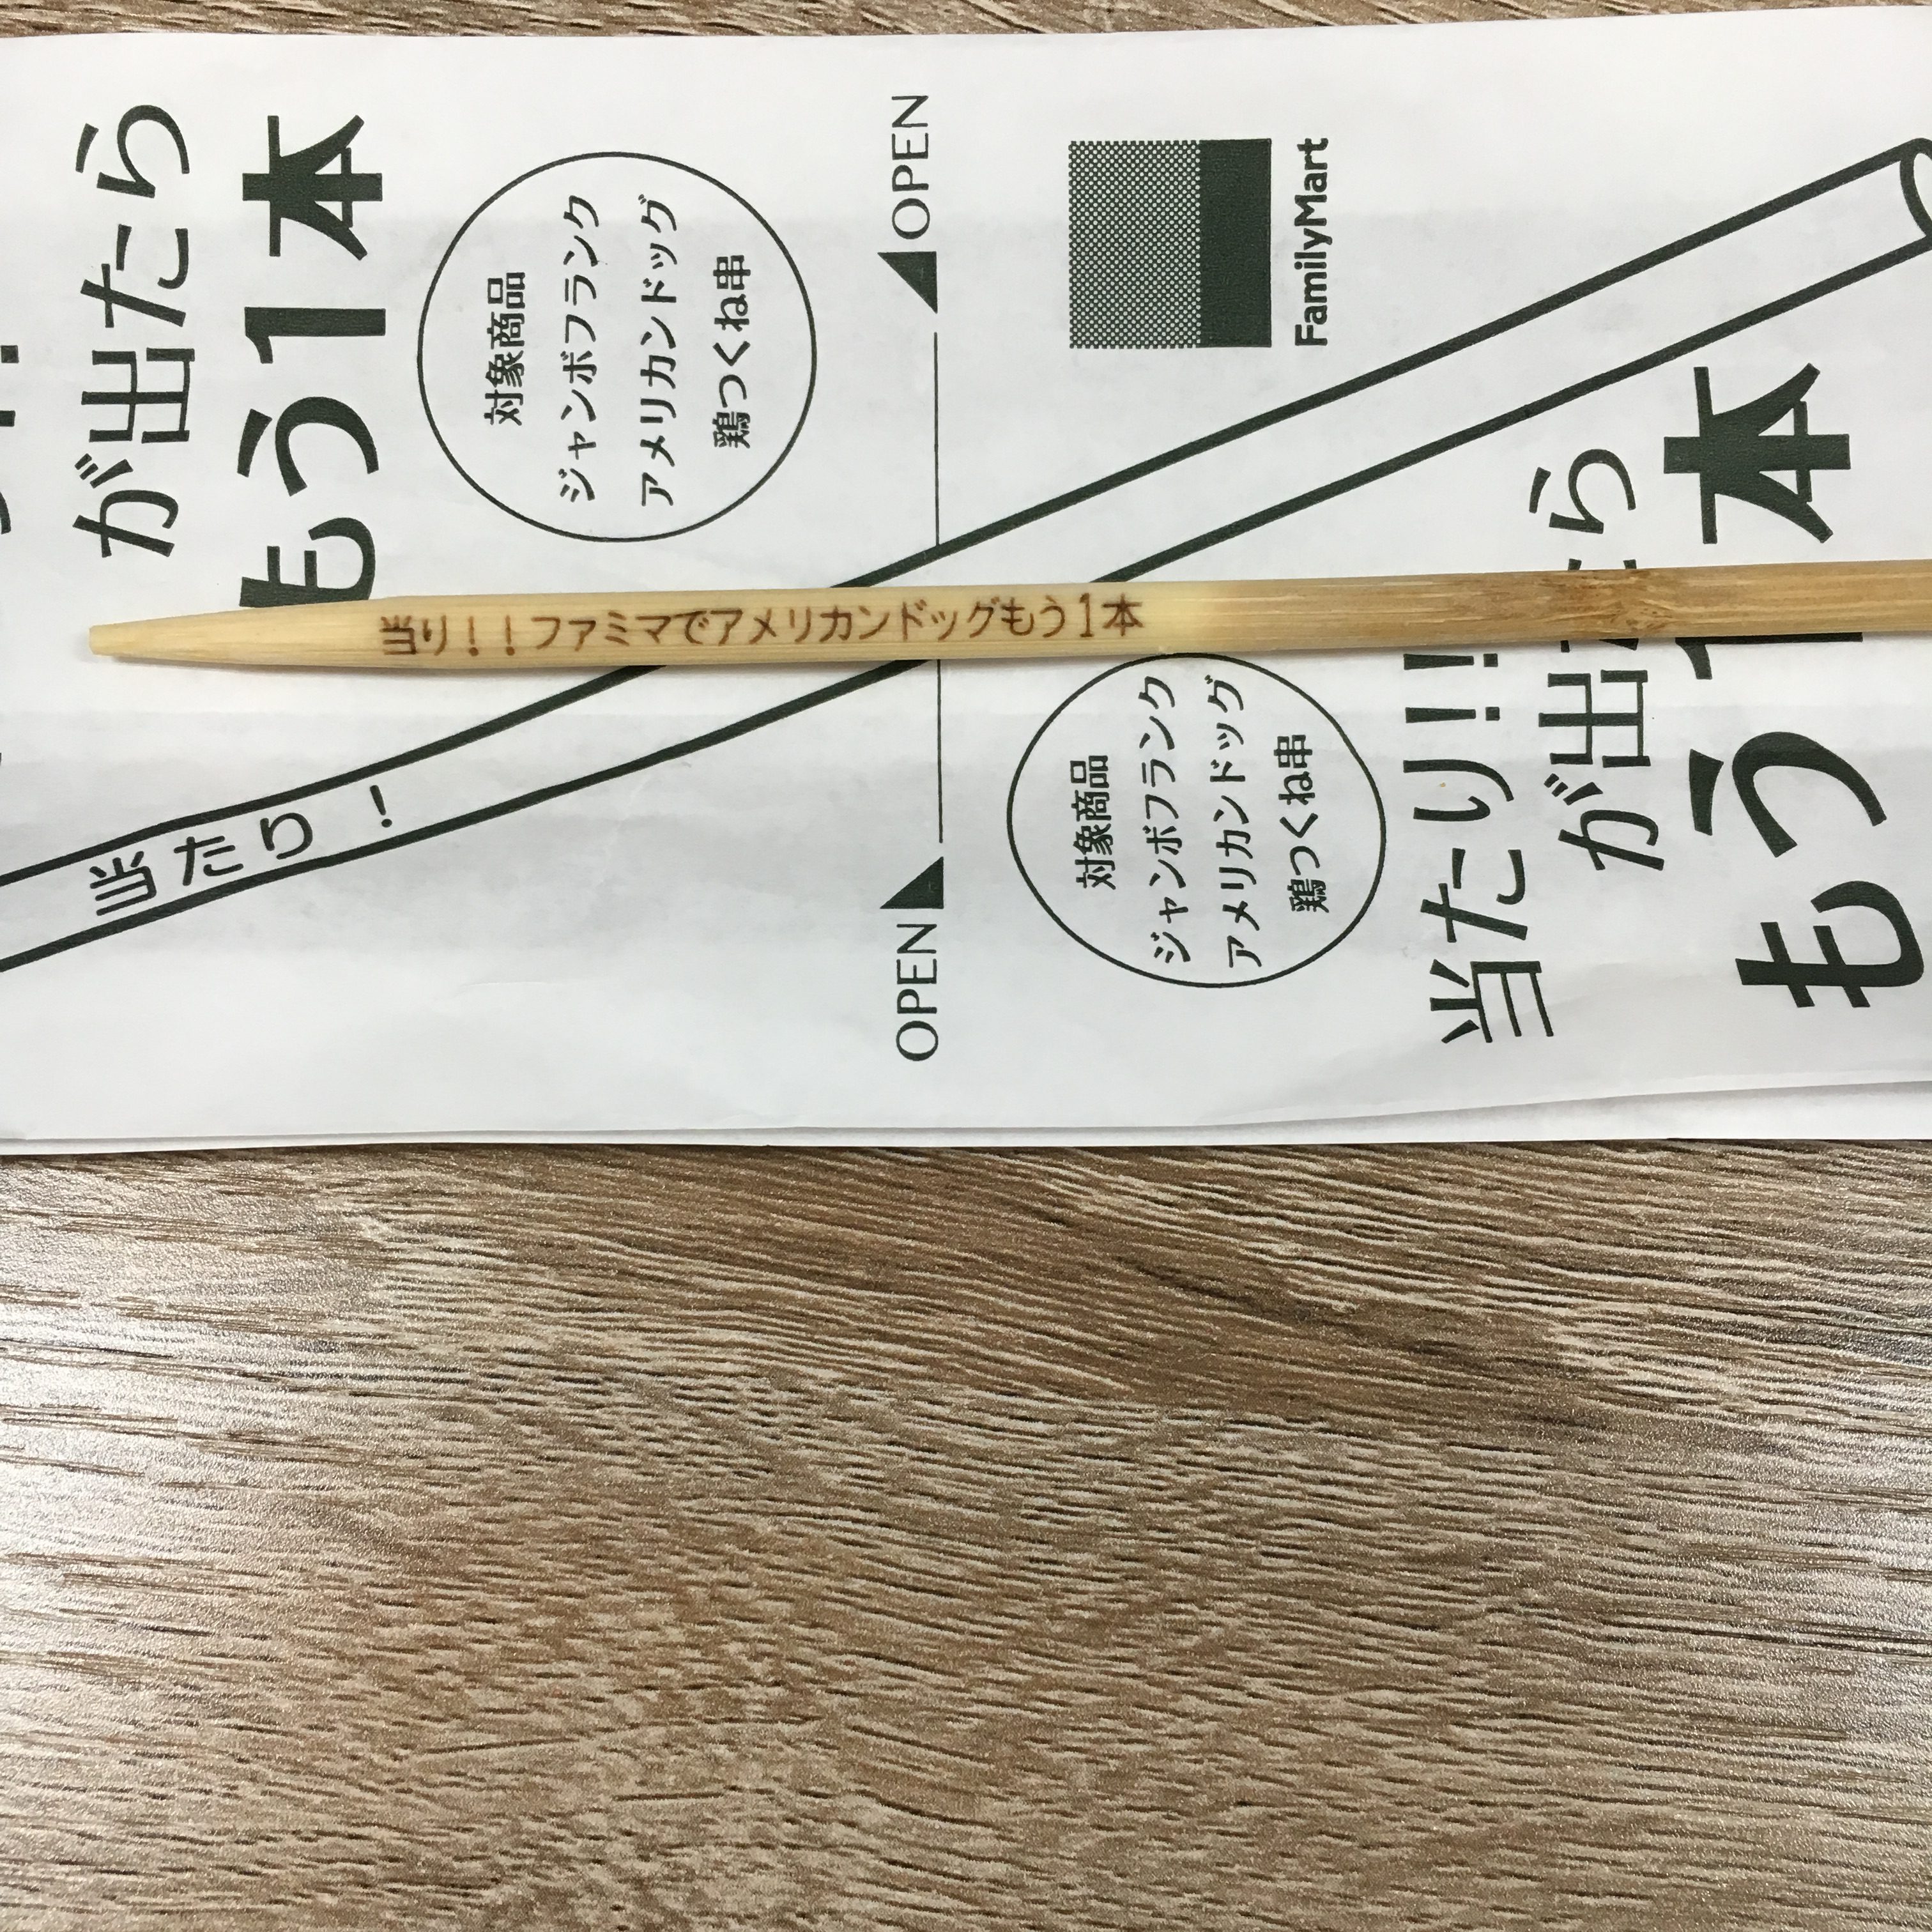 が出たら
もう1本
対象商品
ジャンボフランク
アメリカンドッグ
鶏つくね串
OPEN
FamilyMart
当り！！ファミマでアメリカンドッグもう1本
当たり！
OPEN
対象商品
ジャンボフランク
アメリカンドッグ
鶏つくね串
当たり!!
が出たら
もう1本